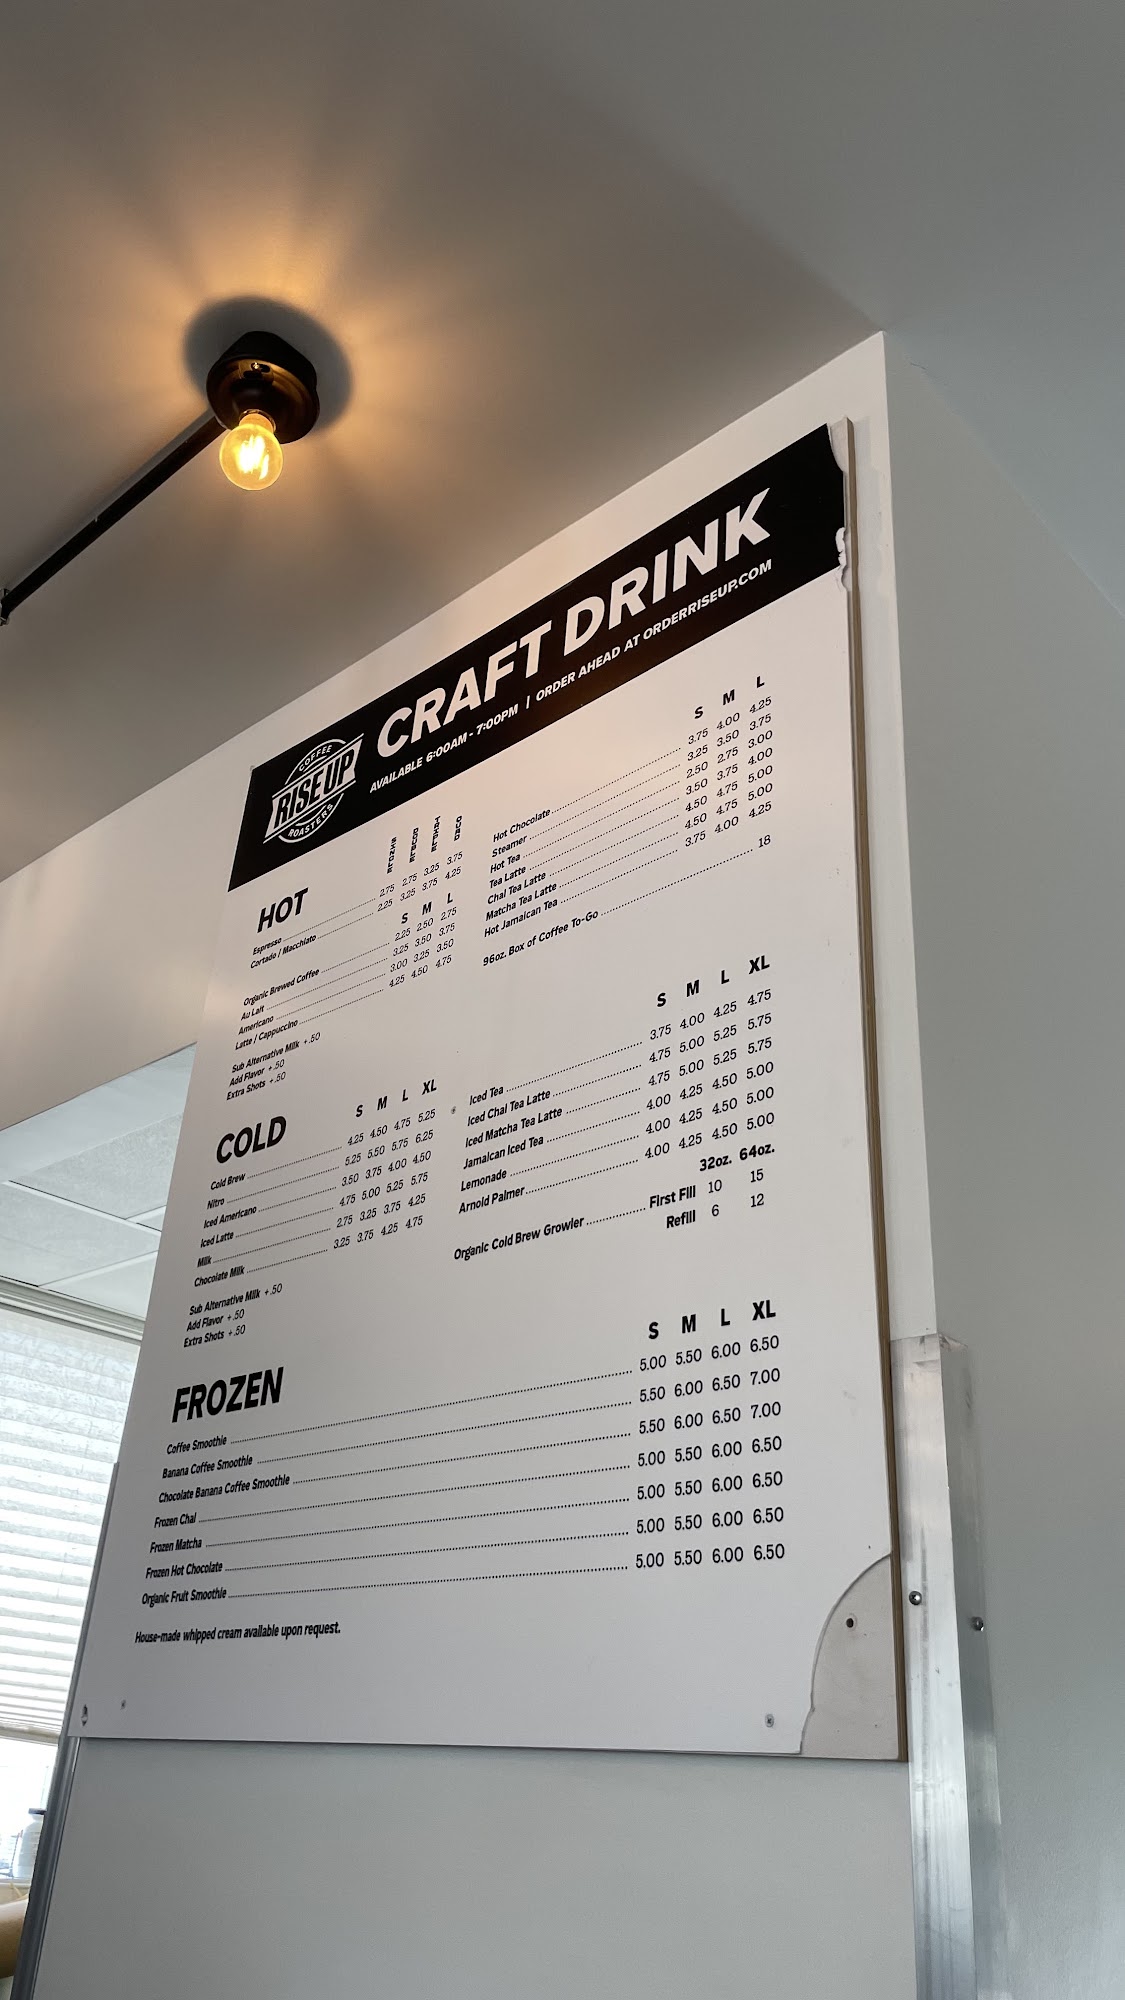 COFFEE
RISE UP
ROASTERS
CRAFT DRINK
AVAILABLE 6:00AM - 7:00PM | ORDER AHEAD AT ORDERRISEUP.COM
HOT
SINGLE DOUBLE TRIPLE QUAD
Espresso 2.75 2.75 3.25 3.75
Cortado / Macchiato 2.25 3.25 3.75 4.25
S M L
Organic Brewed Coffee 2.25 2.50 2.75
Au Lait 3.25 3.50 3.75
Americano 3.00 3.25 3.50
Latte / Cappuccino 4.25 4.50 4.75
Sub Alternative Milk +.50
Add Flavor +.50
Extra Shots +.50
S M L
Hot Chocolate 3.75 4.00 4.25
Steamer 3.25 3.50 3.75
Hot Tea 2.50 2.75 3.00
Tea Latte 3.50 3.75 4.00
Chai Tea Latte 4.50 4.75 5.00
Matcha Tea Latte 4.50 4.75 5.00
Hot Jamaican Tea 3.75 4.00 4.25
96oz. Box of Coffee To-Go 18
COLD
S M L XL
Cold Brew 4.25 4.50 4.75 5.25
Nitro 5.25 5.50 5.75 6.25
Iced Americano 3.50 3.75 4.00 4.50
Iced Latte 4.75 5.00 5.25 5.75
Milk 2.75 3.25 3.75 4.25
Chocolate Milk 3.25 3.75 4.25 4.75
Sub Alternative Milk +.50
Add Flavor +.50
Extra Shots +.50
S M L XL
Iced Tea 3.75 4.00 4.25 4.75
Iced Chai Tea Latte 4.75 5.00 5.25 5.75
Iced Matcha Tea Latte 4.75 5.00 5.25 5.75
Jamaican Iced Tea 4.00 4.25 4.50 5.00
Lemonade 4.00 4.25 4.50 5.00
Arnold Palmer 4.00 4.25 4.50 5.00
32oz. 64oz.
Organic Cold Brew Growler First Fill 10 15
Refill 6 12
FROZEN
S M L XL
Coffee Smoothie 5.00 5.50 6.00 6.50
Banana Coffee Smoothie 5.50 6.00 6.50 7.00
Chocolate Banana Coffee Smoothie 5.50 6.00 6.50 7.00
Frozen Chai 5.00 5.50 6.00 6.50
Frozen Matcha 5.00 5.50 6.00 6.50
Frozen Hot Chocolate 5.00 5.50 6.00 6.50
Organic Fruit Smoothie 5.00 5.50 6.00 6.50
House-made whipped cream available upon request.